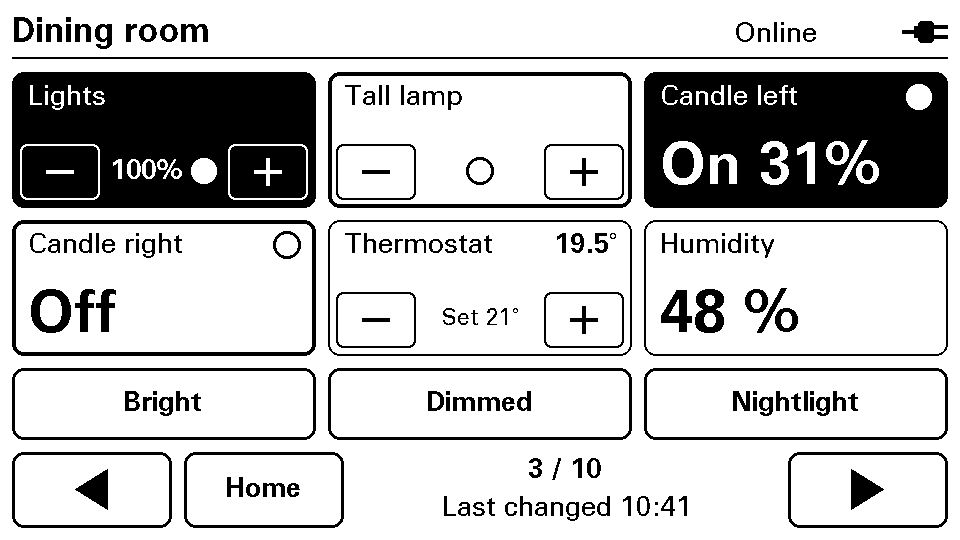 Dining room
Online
Lights
− 100% +
Tall lamp
− +
Candle left
On 31%
Candle right
Off
Thermostat 19.5°
− Set 21° +
Humidity
48 %
Bright
Dimmed
Nightlight
Home
3 / 10
Last changed 10:41